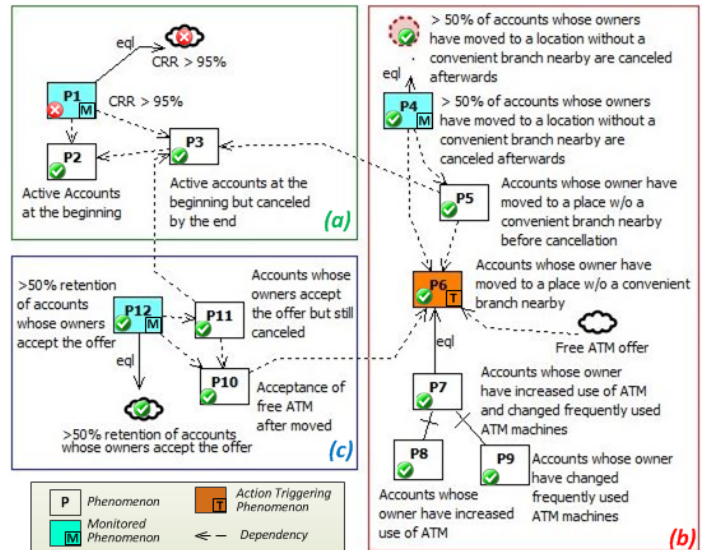 eql
CRR > 95%
P1
M
CRR > 95%
P2
P3
Active Accounts
at the beginning
Active accounts at the
beginning but canceled
by the end
(a)
> 50% of accounts whose owners
have moved to a location without a
convenient branch nearby are canceled
afterwards
eql
P4
M
> 50% of accounts whose owners
have moved to a location without a
convenient branch nearby are
canceled afterwards
P5
Accounts whose owner have
moved to a place w/o a
convenient branch nearby
before cancellation
P6
T
Accounts whose owner have
moved to a place w/o a convenient
branch nearby
Free ATM offer
eql
P7
Accounts whose owner
have increased use of ATM
and changed frequently used
ATM machines
P8
P9
Accounts whose
owner have increased
use of ATM
Accounts whose owner
have changed
frequently used
ATM machines
(b)
>50% retention
of accounts
whose owners
accept the offer
P12
M
P11
Accounts whose
owners accept
the offer but still
canceled
eql
P10
Acceptance of
free ATM
after moved
>50% retention of accounts
whose owners accept the offer
(c)
P
Phenomenon
T
Action Triggering
Phenomenon
M
Monitored
Phenomenon
Dependency